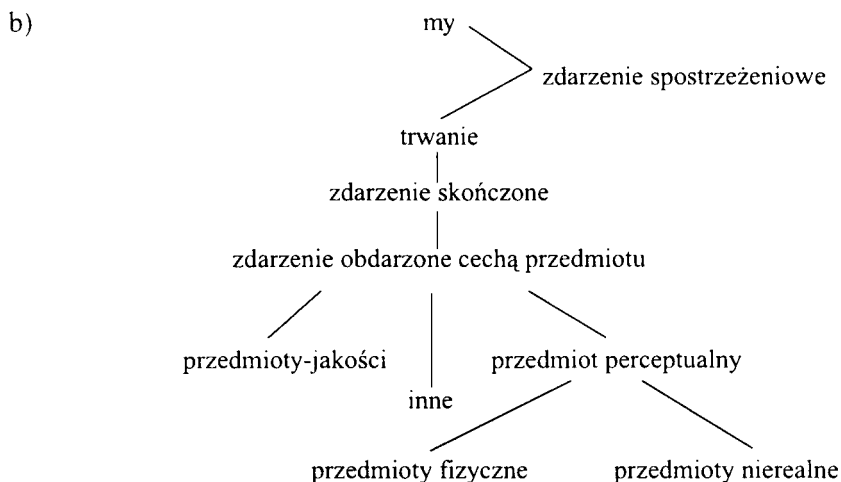 b)
my
zdarzenie spostrzeżeniowe
trwanie
zdarzenie skończone
zdarzenie obdarzone cechą przedmiotu
przedmioty-jakości
przedmiot perceptualny
inne
przedmioty fizyczne
przedmioty nierealne